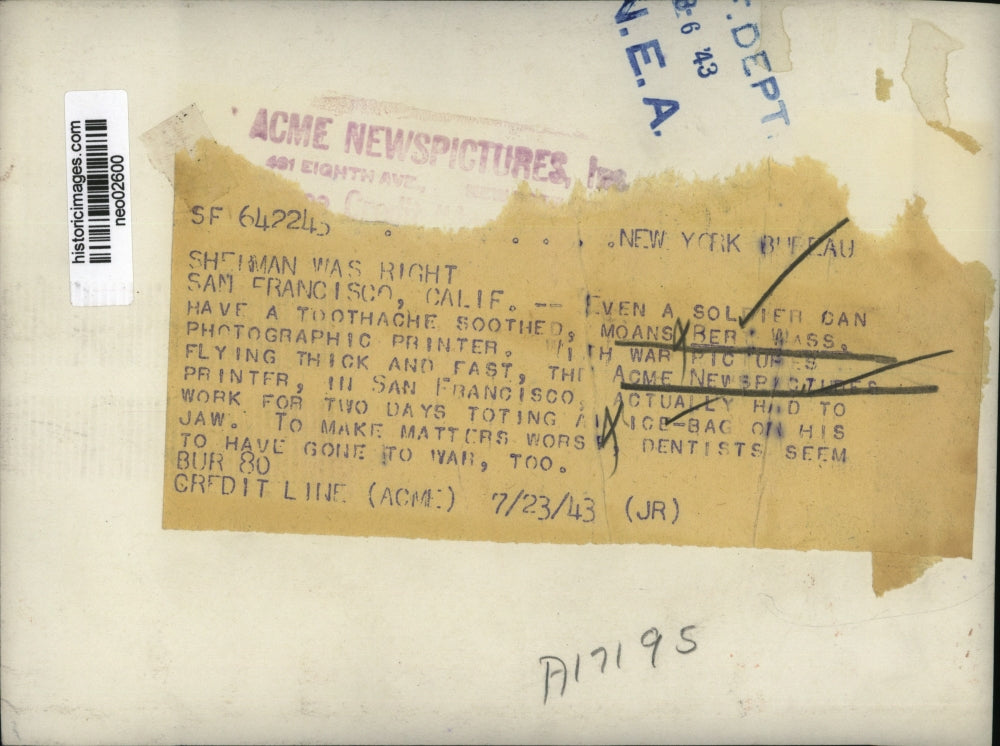 . DEPT.
6 '43
N.E.A.
historicimages.com
neo02600
ACME NEWSPICTURES, Inc.
461 EIGHTH AVE.,
SF 642245 . . . . . NEW YORK BUREAU
SHERMAN WAS RIGHT
SAN FRANCISCO, CALIF. -- EVEN A SOLDIER CAN
HAVE A TOOTHACHE SOOTHED, MOANS WASS,
PHOTOGRAPHIC PRINTER. WITH WAR PICTURES
FLYING THICK AND FAST, THE ACME NEWSPICTURES
PRINTER, IN SAN FRANCISCO, ACTUALLY HAD TO
WORK FOR TWO DAYS TOTING ICE-BAG ON HIS
JAW. TO MAKE MATTERS WORSE, DENTISTS SEEM
TO HAVE GONE TO WAR, TOO.
BUR 80
CREDIT LINE (ACME) 7/23/43 (JR)
A17195